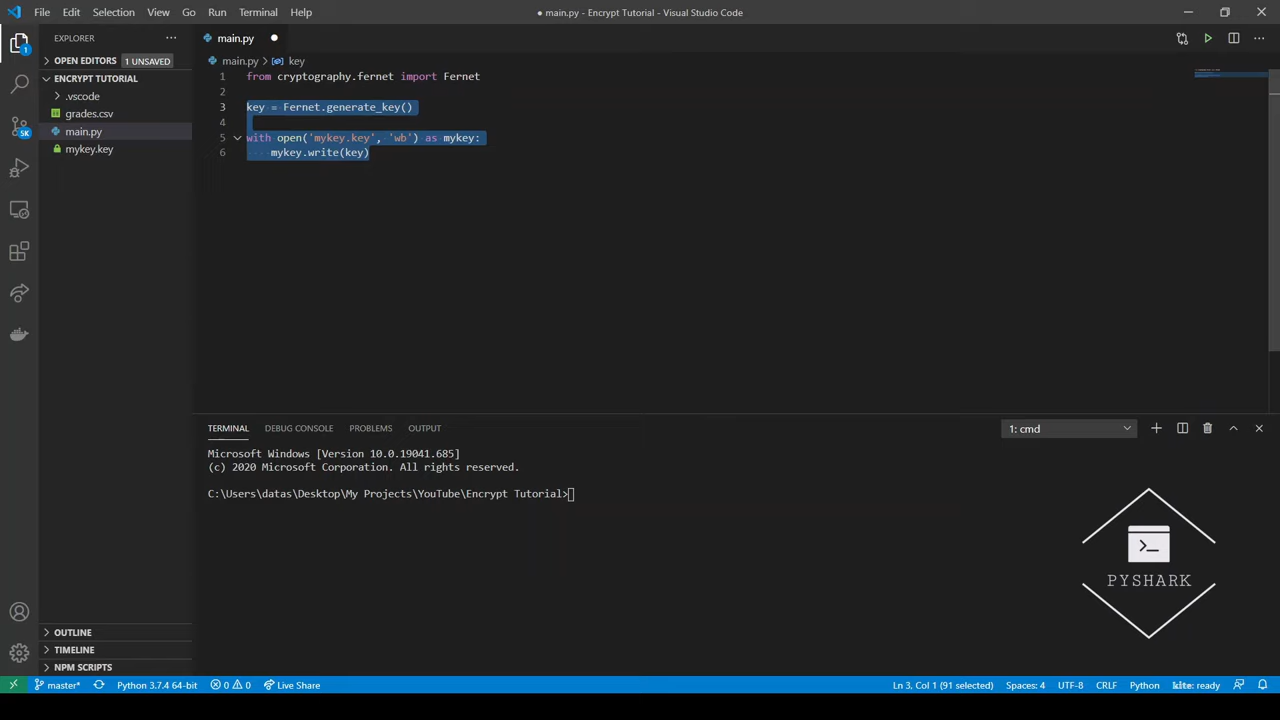 File Edit Selection View Go Run Terminal Help
● main.py - Encrypt Tutorial - Visual Studio Code
EXPLORER
OPEN EDITORS 1 UNSAVED
ENCRYPT TUTORIAL
.vscode
grades.csv
main.py
mykey.key
OUTLINE
TIMELINE
NPM SCRIPTS
1
5K
main.py
main.py > key
1 from cryptography.fernet import Fernet
2
3 key = Fernet.generate_key()
4
5 with open('mykey.key', 'wb') as mykey:
6 mykey.write(key)
TERMINAL DEBUG CONSOLE PROBLEMS OUTPUT
1: cmd
Microsoft Windows [Version 10.0.19041.685]
(c) 2020 Microsoft Corporation. All rights reserved.
C:\Users\datas\Desktop\My Projects\YouTube\Encrypt Tutorial>
PYSHARK
master* Python 3.7.4 64-bit 0 0 Live Share
Ln 3, Col 1 (91 selected) Spaces: 4 UTF-8 CRLF Python kite: ready